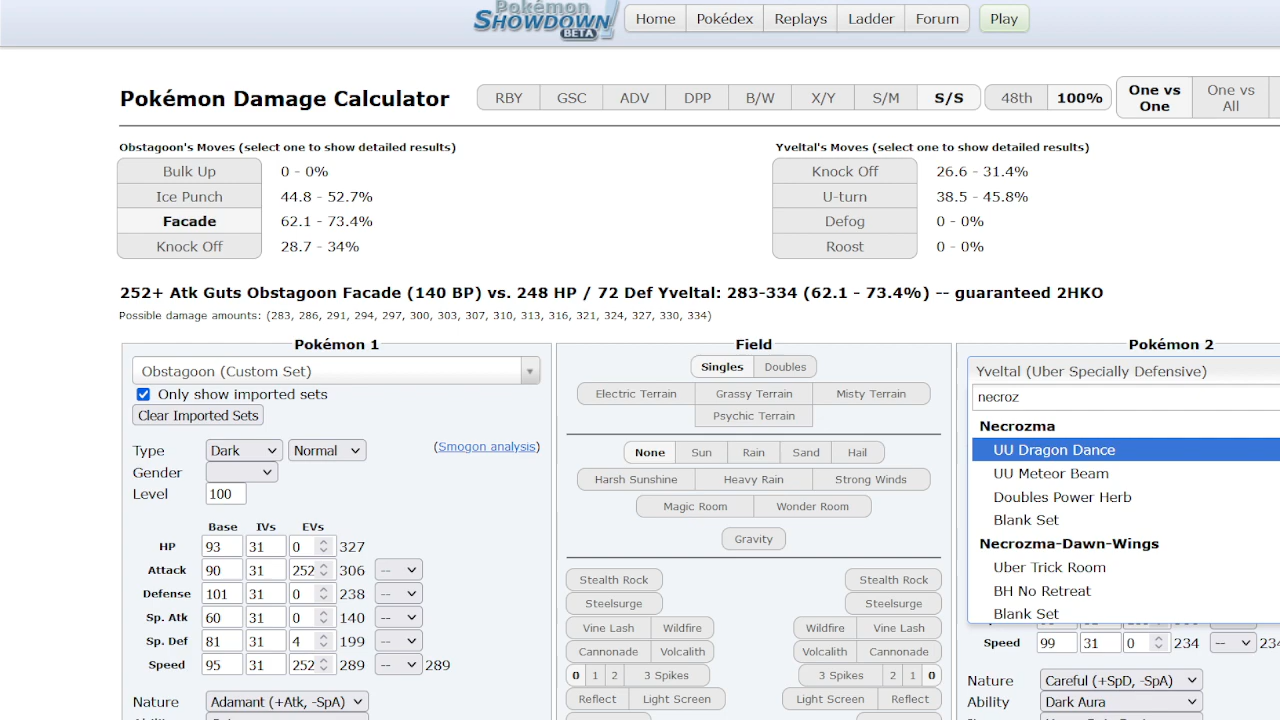 Pokémon
SHOWDOWN!
BETA
Home Pokédex Replays Ladder Forum Play
Pokémon Damage Calculator RBY GSC ADV DPP B/W X/Y S/M S/S 48th 100% One vs One One vs All
Obstagoon's Moves (select one to show detailed results) Yveltal's Moves (select one to show detailed results)
Bulk Up 0 - 0% Knock Off 26.6 - 31.4%
Ice Punch 44.8 - 52.7% U-turn 38.5 - 45.8%
Facade 62.1 - 73.4% Defog 0 - 0%
Knock Off 28.7 - 34% Roost 0 - 0%
252+ Atk Guts Obstagoon Facade (140 BP) vs. 248 HP / 72 Def Yveltal: 283-334 (62.1 - 73.4%) -- guaranteed 2HKO
Possible damage amounts: (283, 286, 291, 294, 297, 300, 303, 307, 310, 313, 316, 321, 324, 327, 330, 334)
Pokémon 1
Obstagoon (Custom Set)
Only show imported sets
Clear Imported Sets
Type Dark Normal (Smogon analysis)
Gender
Level 100
Base IVs EVs
HP 93 31 0 327
Attack 90 31 252 306 --
Defense 101 31 0 238 --
Sp. Atk 60 31 0 140 --
Sp. Def 81 31 4 199 --
Speed 95 31 252 289 -- 289
Nature Adamant (+Atk, -SpA)
Field
Singles Doubles
Electric Terrain Grassy Terrain Misty Terrain
Psychic Terrain
None Sun Rain Sand Hail
Harsh Sunshine Heavy Rain Strong Winds
Magic Room Wonder Room
Gravity
Stealth Rock Stealth Rock
Steelsurge Steelsurge
Vine Lash Wildfire Wildfire Vine Lash
Cannonade Volcalith Volcalith Cannonade
0 1 2 3 Spikes 3 Spikes 2 1 0
Reflect Light Screen Light Screen Reflect
Pokémon 2
Yveltal (Uber Specially Defensive)
necroz
Necrozma
UU Dragon Dance
UU Meteor Beam
Doubles Power Herb
Blank Set
Necrozma-Dawn-Wings
Uber Trick Room
BH No Retreat
Blank Set
Speed 99 31 0 234 -- 234
Nature Careful (+SpD, -SpA)
Ability Dark Aura